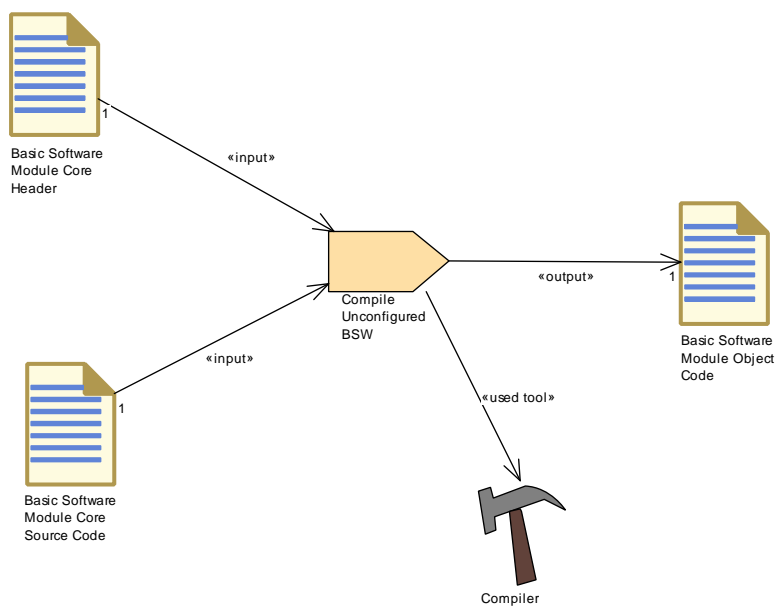 1
Basic Software
Module Core
Header
«input»
Compile
Unconfigured
BSW
«output»
1
Basic Software
Module Object
Code
«input»
1
«used tool»
Basic Software
Module Core
Source Code
Compiler